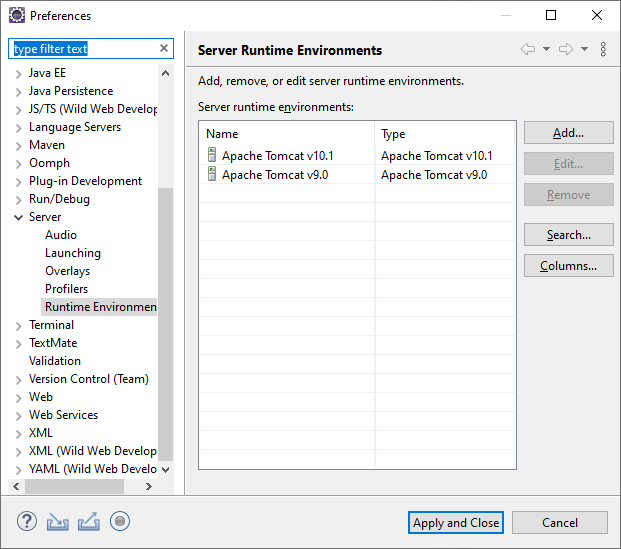 Preferences
type filter text
Server Runtime Environments
Java EE
Java Persistence
JS/TS (Wild Web Develop
Language Servers
Maven
Oomph
Plug-in Development
Run/Debug
Server
Audio
Launching
Overlays
Profilers
Runtime Environmen
Terminal
TextMate
Validation
Version Control (Team)
Web
Web Services
XML
XML (Wild Web Develop
YAML (Wild Web Develo
Add, remove, or edit server runtime environments.
Server runtime environments:
Name Type
Apache Tomcat v10.1 Apache Tomcat v10.1
Apache Tomcat v9.0 Apache Tomcat v9.0
Add...
Edit...
Remove
Search...
Columns...
?
Apply and Close
Cancel